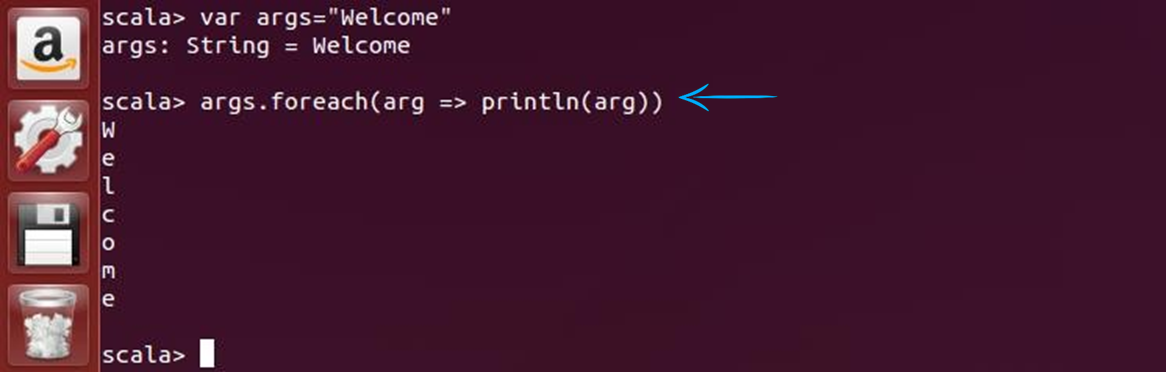 scala> var args="Welcome"
args: String = Welcome
scala> args.foreach(arg => println(arg))
W
e
l
c
o
m
e
scala>
a